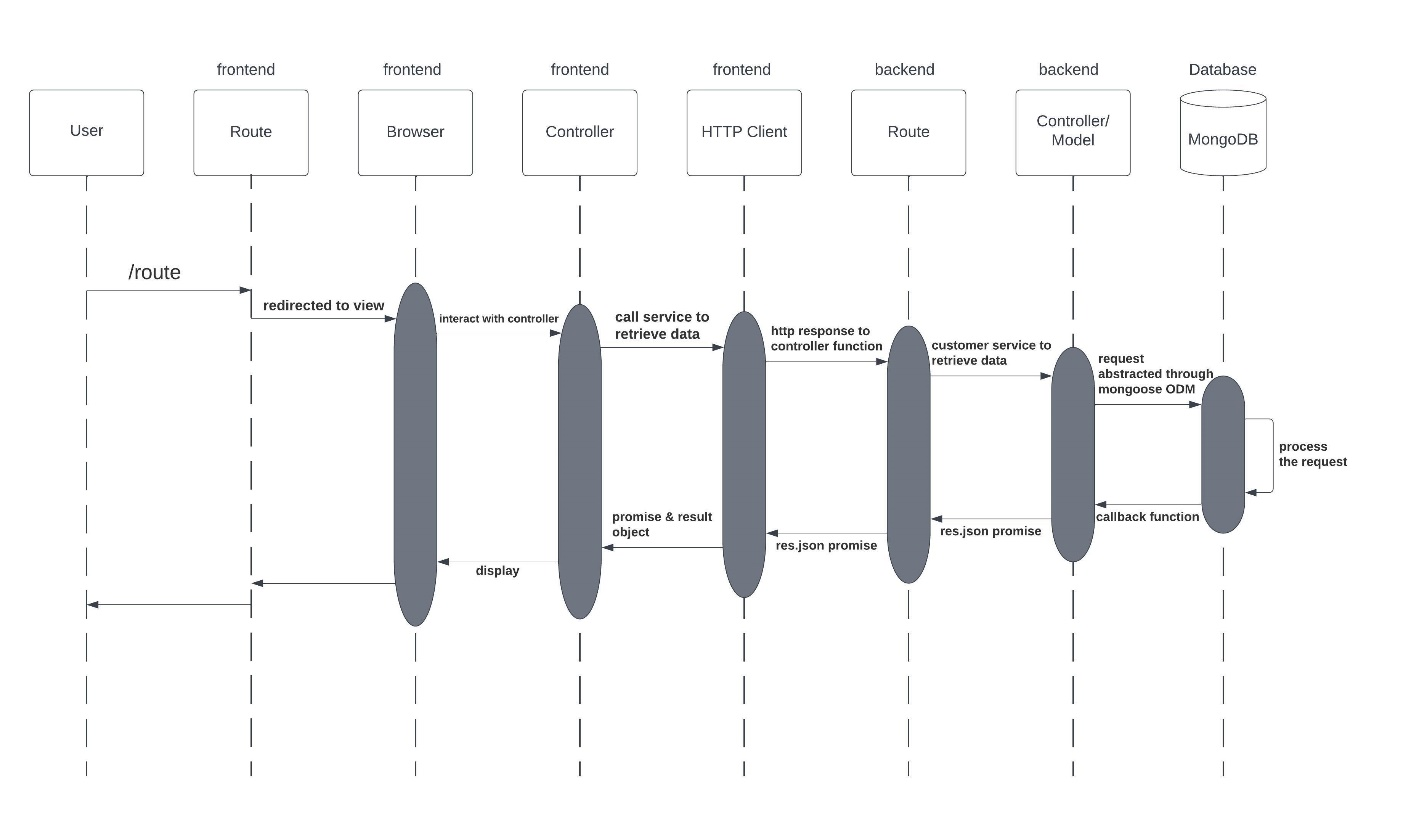 frontend
frontend
frontend
frontend
backend
backend
Database
User
Route
Browser
Controller
HTTP Client
Route
Controller/
Model
MongoDB
/route
redirected to view
interact with controller
call service to
retrieve data
http response to
controller function
customer service to
retrieve data
request
abstracted through
mongoose ODM
process
the request
callback function
res.json promise
res.json promise
promise & result
object
display